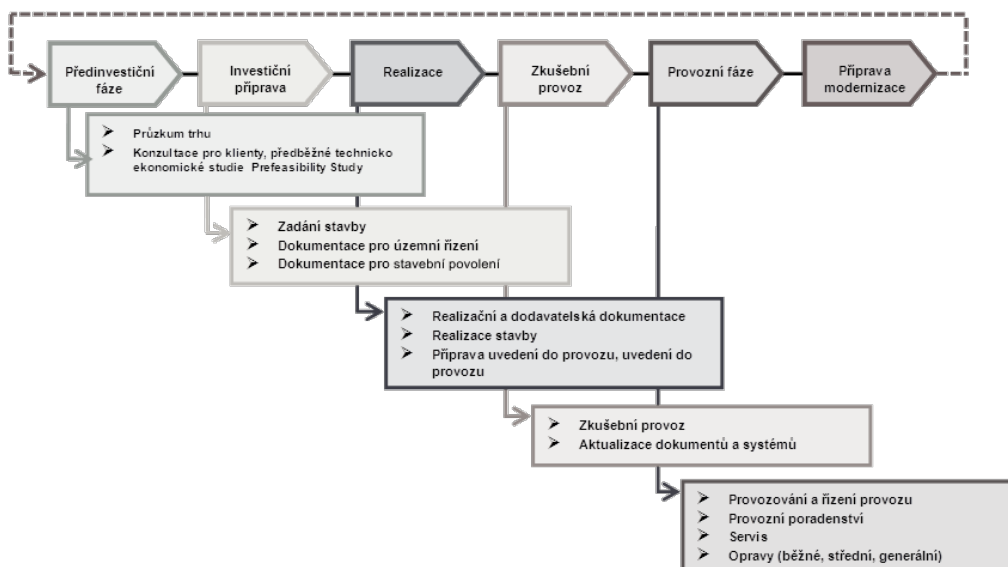 Předinvestiční
fáze
Investiční
příprava
Realizace
Zkušební
provoz
Provozní fáze
Příprava
modernizace
Průzkum trhu
Konzultace pro klienty, předběžné technicko
ekonomické studie Prefeasibility Study
Zadání stavby
Dokumentace pro územní řízení
Dokumentace pro stavební povolení
Realizační a dodavatelská dokumentace
Realizace stavby
Příprava uvedení do provozu, uvedení do
provozu
Zkušební provoz
Aktualizace dokumentů a systémů
Provozování a řízení provozu
Provozní poradenství
Servis
Opravy (běžné, střední, generální)